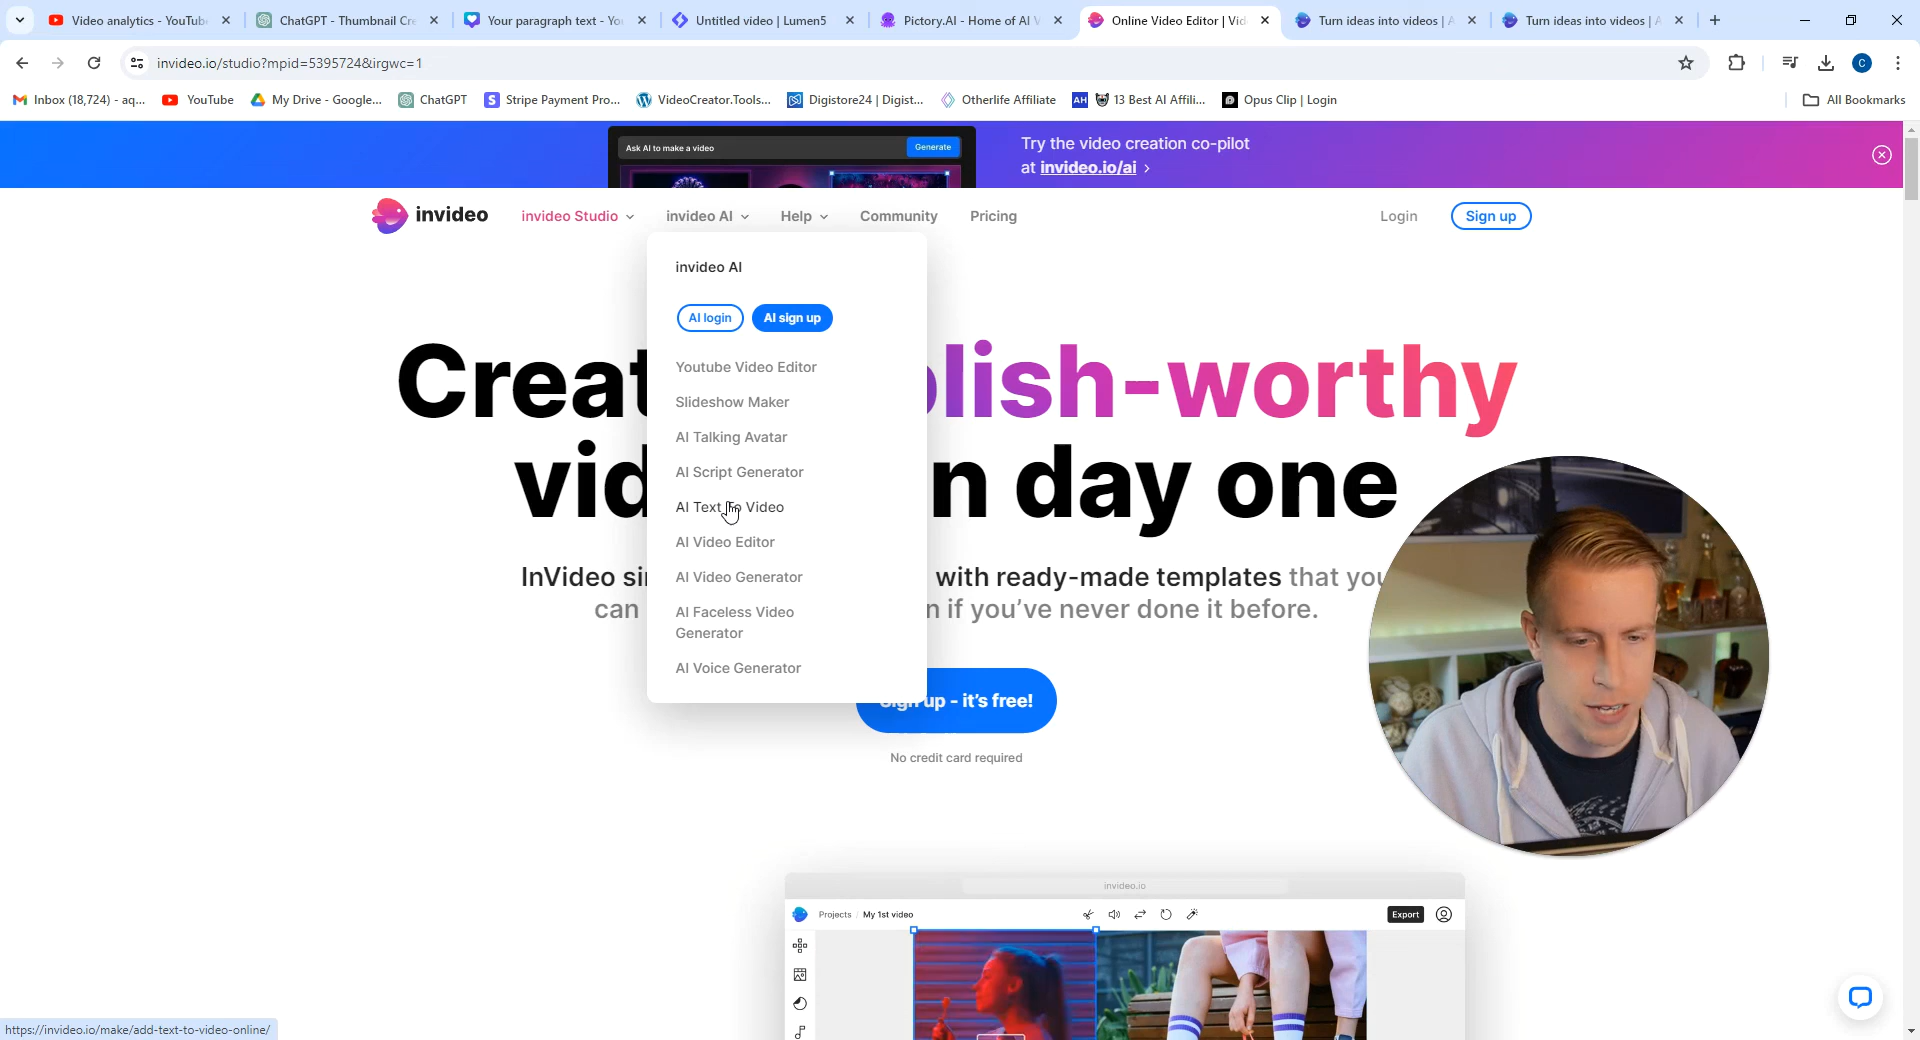 Video analytics - YouTub
ChatGPT - Thumbnail Cre
Your paragraph text - Yo
Untitled video | Lumen5
Pictory.AI - Home of AI V
Online Video Editor | Vid
Turn ideas into videos | A
Turn ideas into videos | A
invideo.io/studio?mpid=5395724&irgwc=1
C
Inbox (18,724) - aq...
YouTube
My Drive - Google...
ChatGPT
Stripe Payment Pro...
VideoCreator.Tools...
Digistore24 | Digist...
Otherlife Affiliate
AH
13 Best AI Affili...
Opus Clip | Login
All Bookmarks
Ask AI to make a video
Generate
Try the video creation co-pilot
at invideo.io/ai ›
invideo
invideo Studio
invideo AI
Help
Community
Pricing
Login
Sign up
invideo AI
AI login
AI sign up
Youtube Video Editor
Slideshow Maker
AI Talking Avatar
AI Script Generator
AI Text To Video
AI Video Editor
AI Video Generator
AI Faceless Video
Generator
AI Voice Generator
Creat lish-worthy
vid n day one
InVideo si with ready-made templates that you
can n if you’ve never done it before.
Sign up - it’s free!
No credit card required
invideo.io
Projects / My 1st video
Export
https://invideo.io/make/add-text-to-video-online/